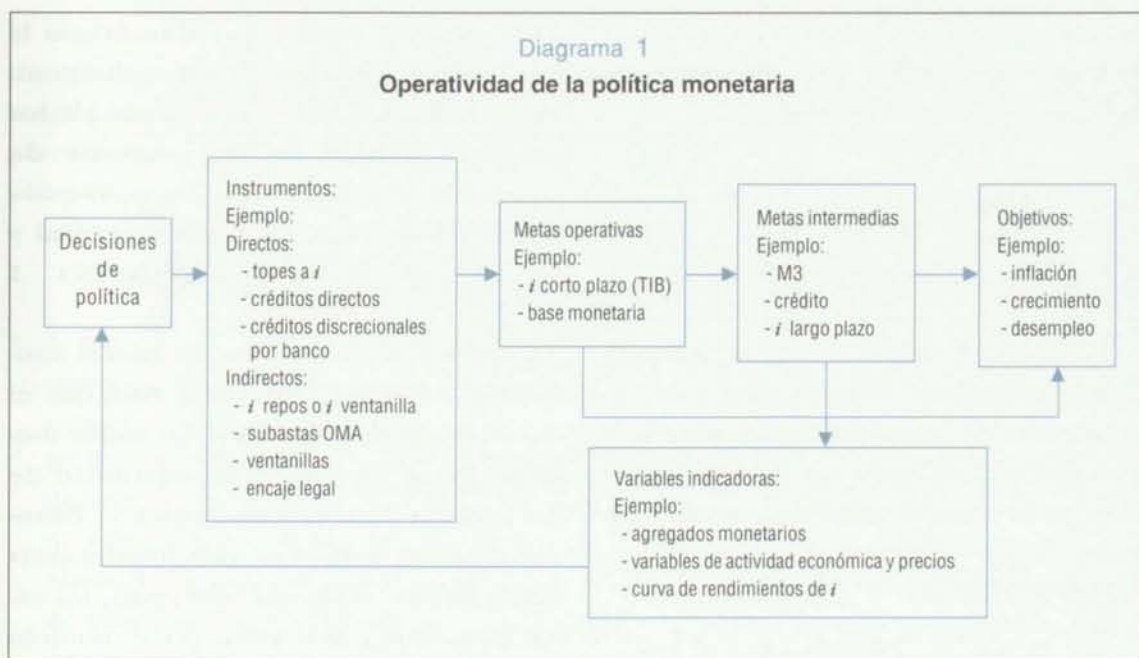 Diagrama 1
Operatividad de la política monetaria
Decisiones
de
política
Instrumentos:
Ejemplo:
Directos:
- topes a i
- créditos directos
- créditos discrecionales
por banco
Indirectos:
- i repos o i ventanilla
- subastas OMA
- ventanillas
- encaje legal
Metas operativas
Ejemplo:
- i corto plazo (TIB)
- base monetaria
Metas intermedias
Ejemplo:
- M3
- crédito
- i largo plazo
Objetivos:
Ejemplo:
- inflación
- crecimiento
- desempleo
Variables indicadoras:
Ejemplo:
- agregados monetarios
- variables de actividad económica y precios
- curva de rendimientos de i